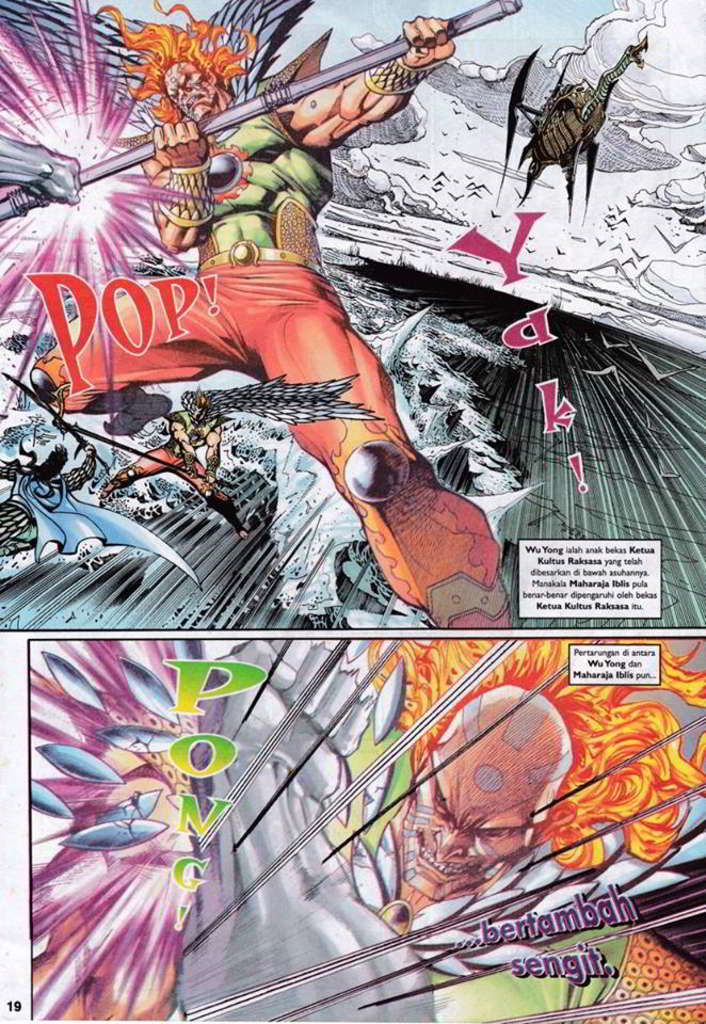 POP!
Yak!
Wu Yong ialah anak bekas Ketua
Kultus Raksasa yang telah
dibesarkan di bawah asuhannya.
Manakala Maharaja Iblis pula
benar-benar dipengaruhi oleh bekas
Ketua Kultus Raksasa itu.
PONG!
Pertarungan di antara
Wu Yong dan
Maharaja Iblis pun...
...bertambah
sengit.
19